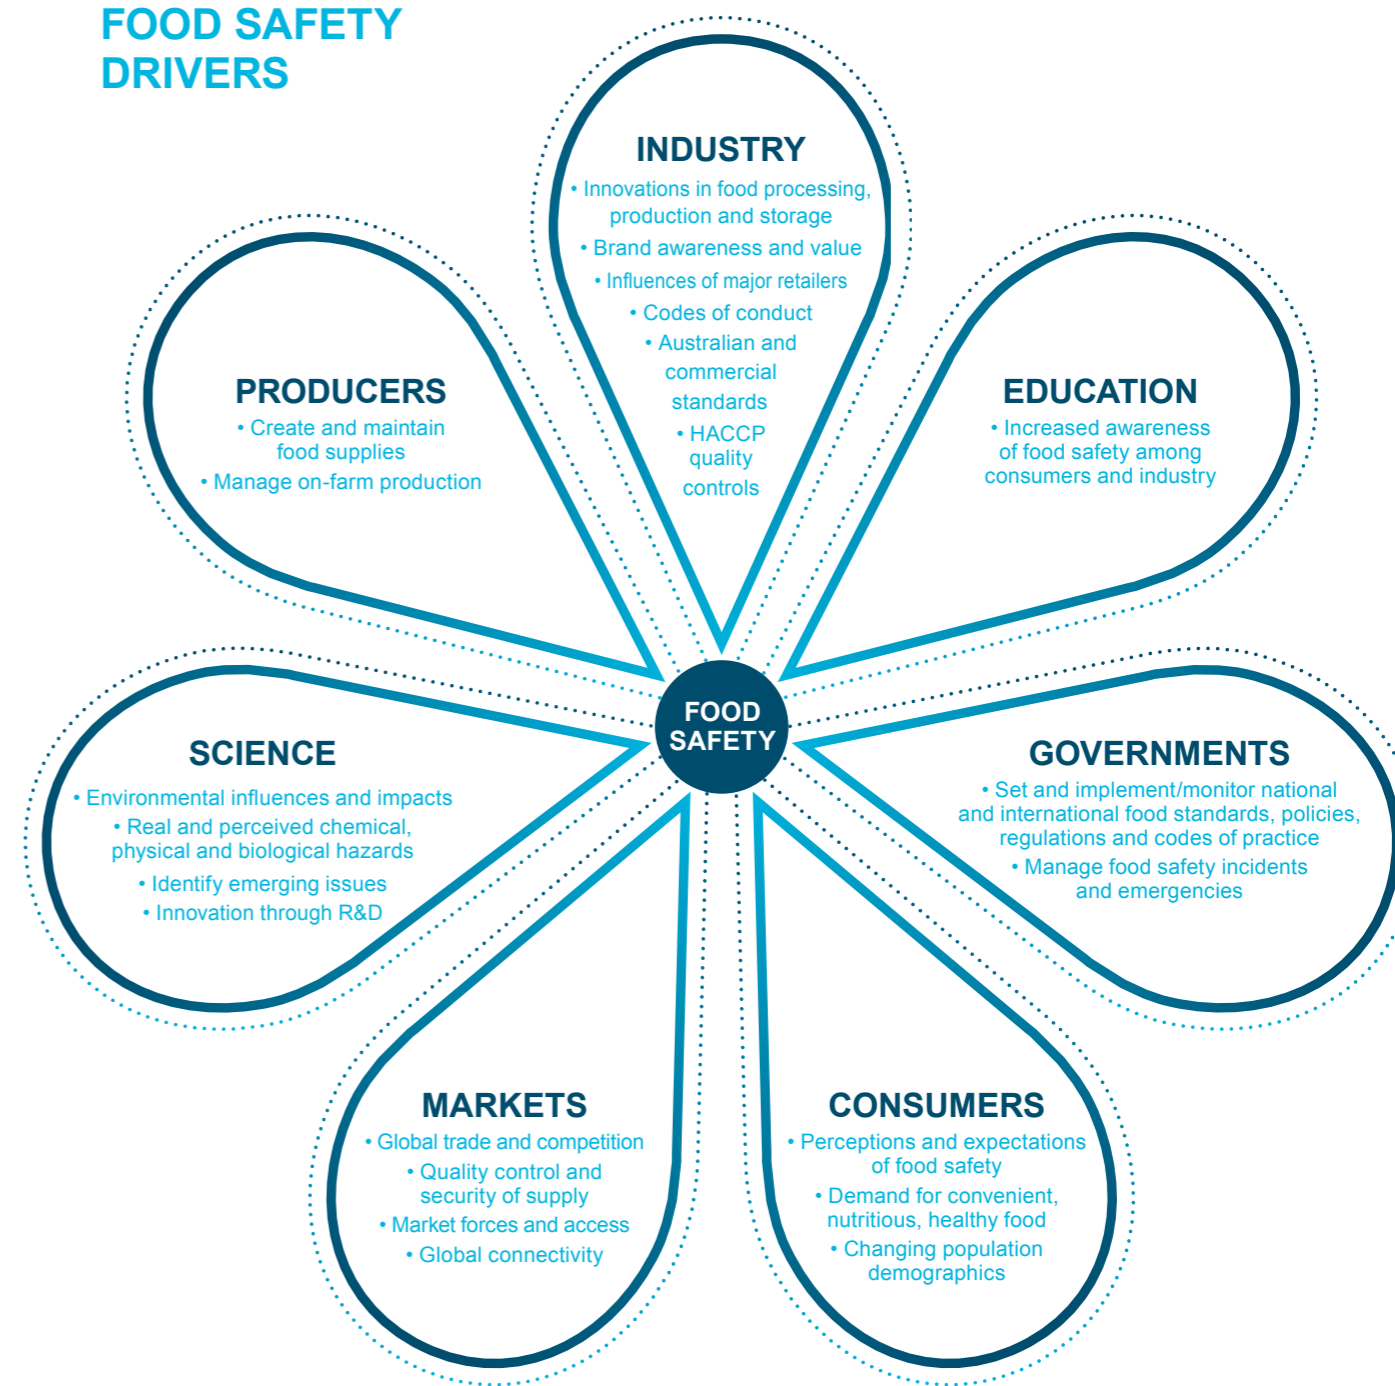 FOOD SAFETY
DRIVERS
INDUSTRY
• Innovations in food processing,
production and storage
• Brand awareness and value
• Influences of major retailers
• Codes of conduct
• Australian and
commercial
standards
• HACCP
quality
controls
PRODUCERS
• Create and maintain
food supplies
• Manage on-farm production
EDUCATION
• Increased awareness
of food safety among
consumers and industry
FOOD
SAFETY
SCIENCE
• Environmental influences and impacts
• Real and perceived chemical,
physical and biological hazards
• Identify emerging issues
• Innovation through R&D
GOVERNMENTS
• Set and implement/monitor national
and international food standards, policies,
regulations and codes of practice
• Manage food safety incidents
and emergencies
MARKETS
• Global trade and competition
• Quality control and
security of supply
• Market forces and access
• Global connectivity
CONSUMERS
• Perceptions and expectations
of food safety
• Demand for convenient,
nutritious, healthy food
• Changing population
demographics